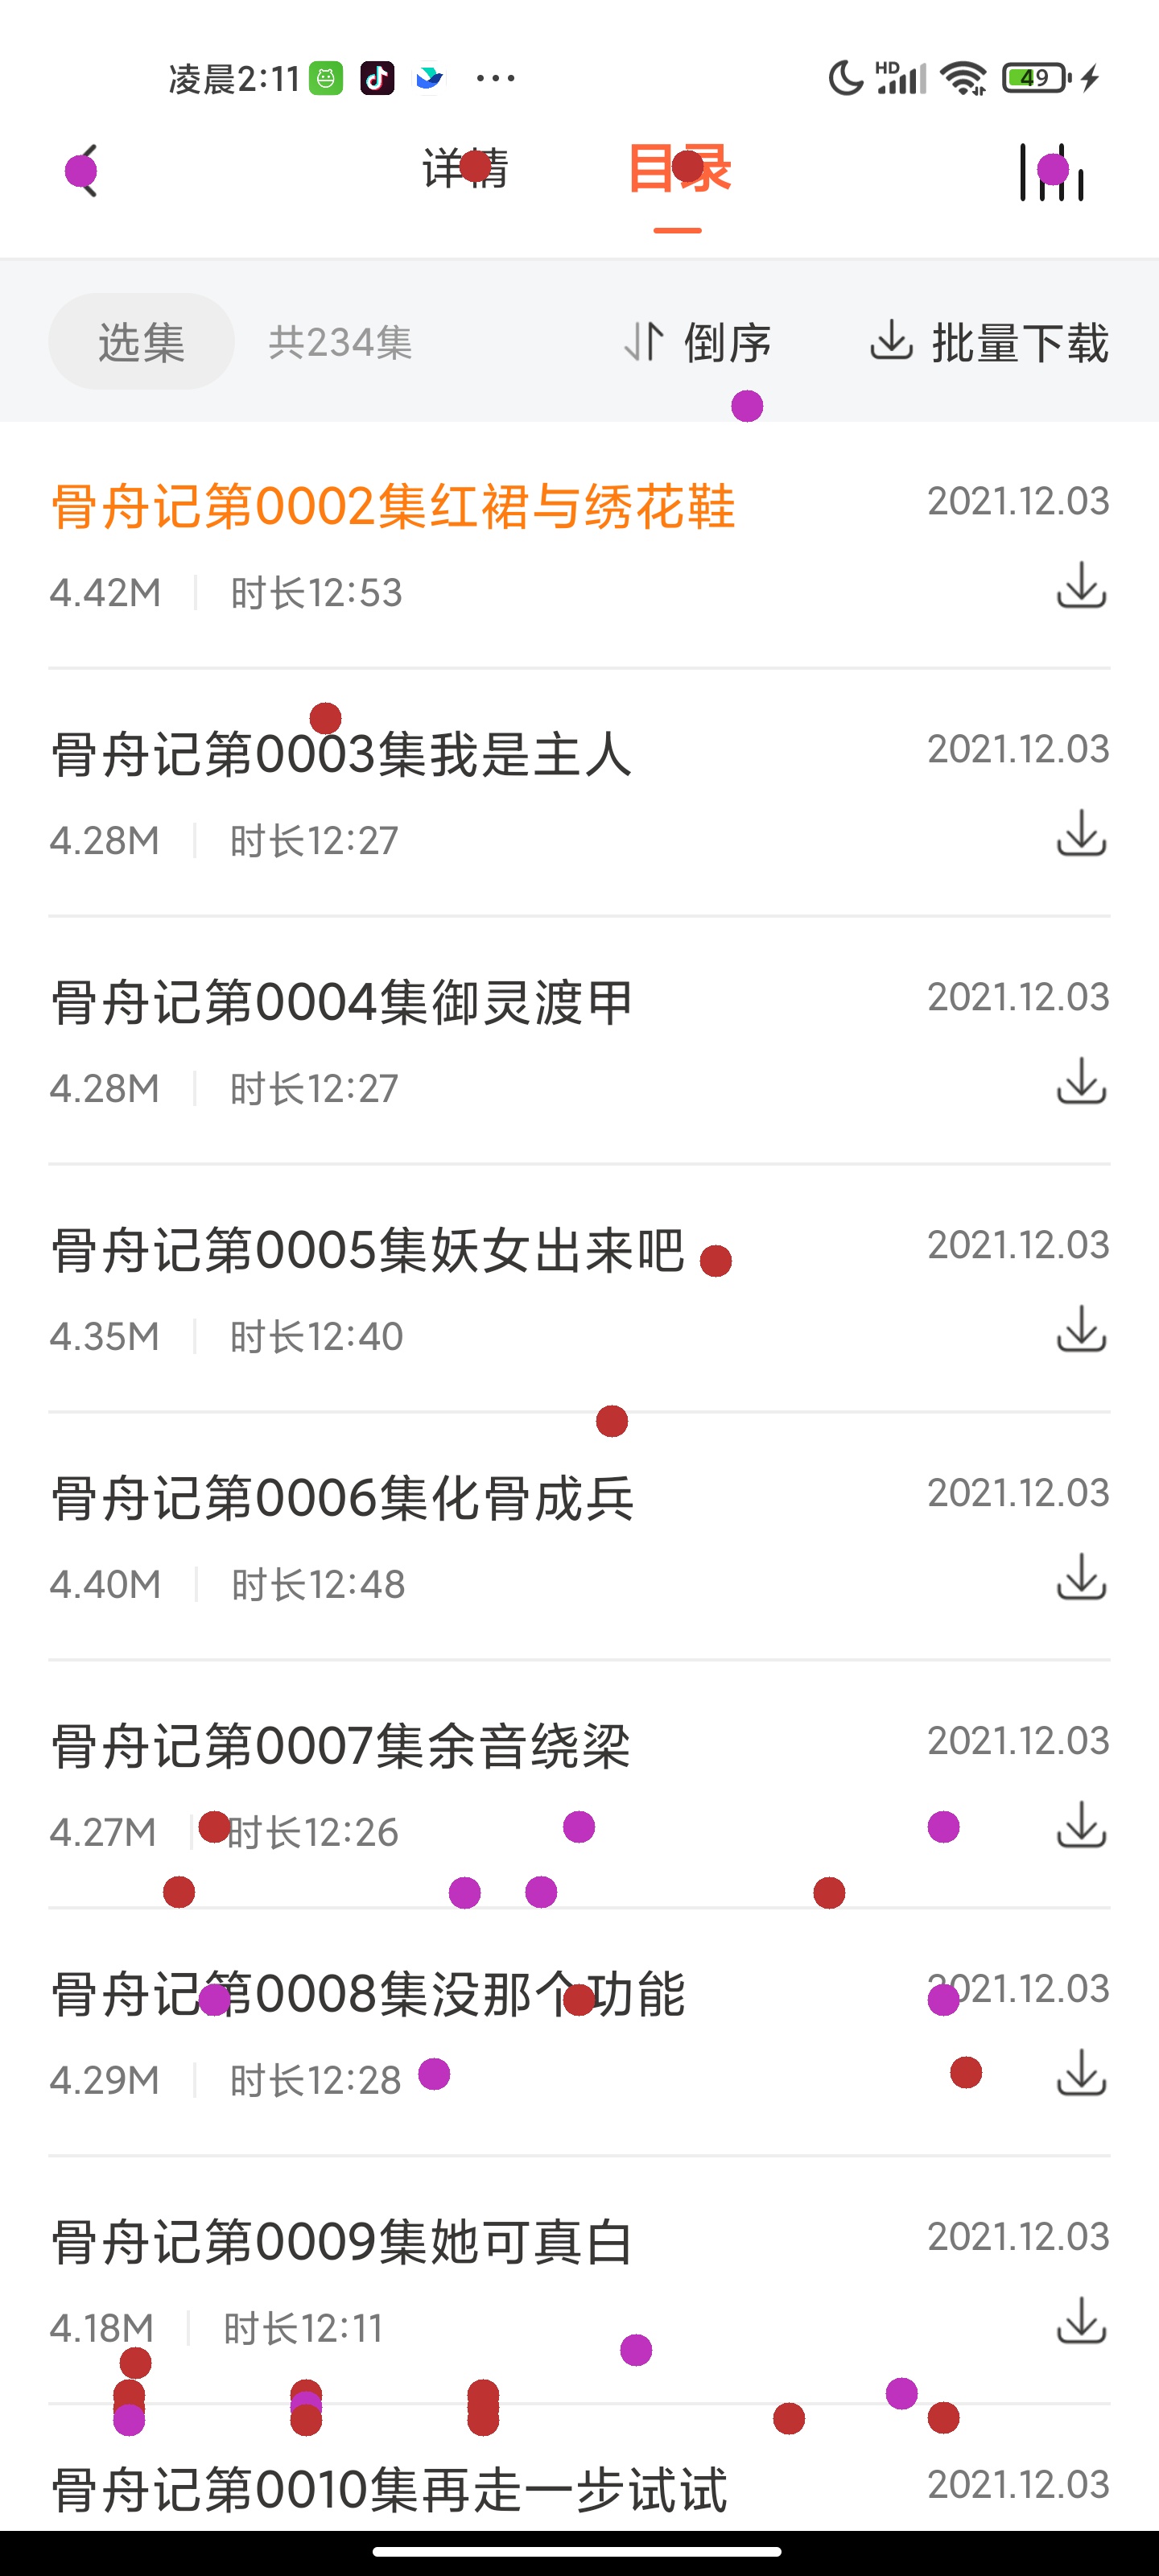 凌晨2:11 ... HD 49
详情 目录
选集 共234集 倒序 批量下载
骨舟记第0002集红裙与绣花鞋 2021.12.03
4.42M 时长12:53
骨舟记第0003集我是主人 2021.12.03
4.28M 时长12:27
骨舟记第0004集御灵渡甲 2021.12.03
4.28M 时长12:27
骨舟记第0005集妖女出来吧 2021.12.03
4.35M 时长12:40
骨舟记第0006集化骨成兵 2021.12.03
4.40M 时长12:48
骨舟记第0007集余音绕梁 2021.12.03
4.27M 时长12:26
骨舟记第0008集没那个功能 2021.12.03
4.29M 时长12:28
骨舟记第0009集她可真白 2021.12.03
4.18M 时长12:11
骨舟记第0010集再走一步试试 2021.12.03